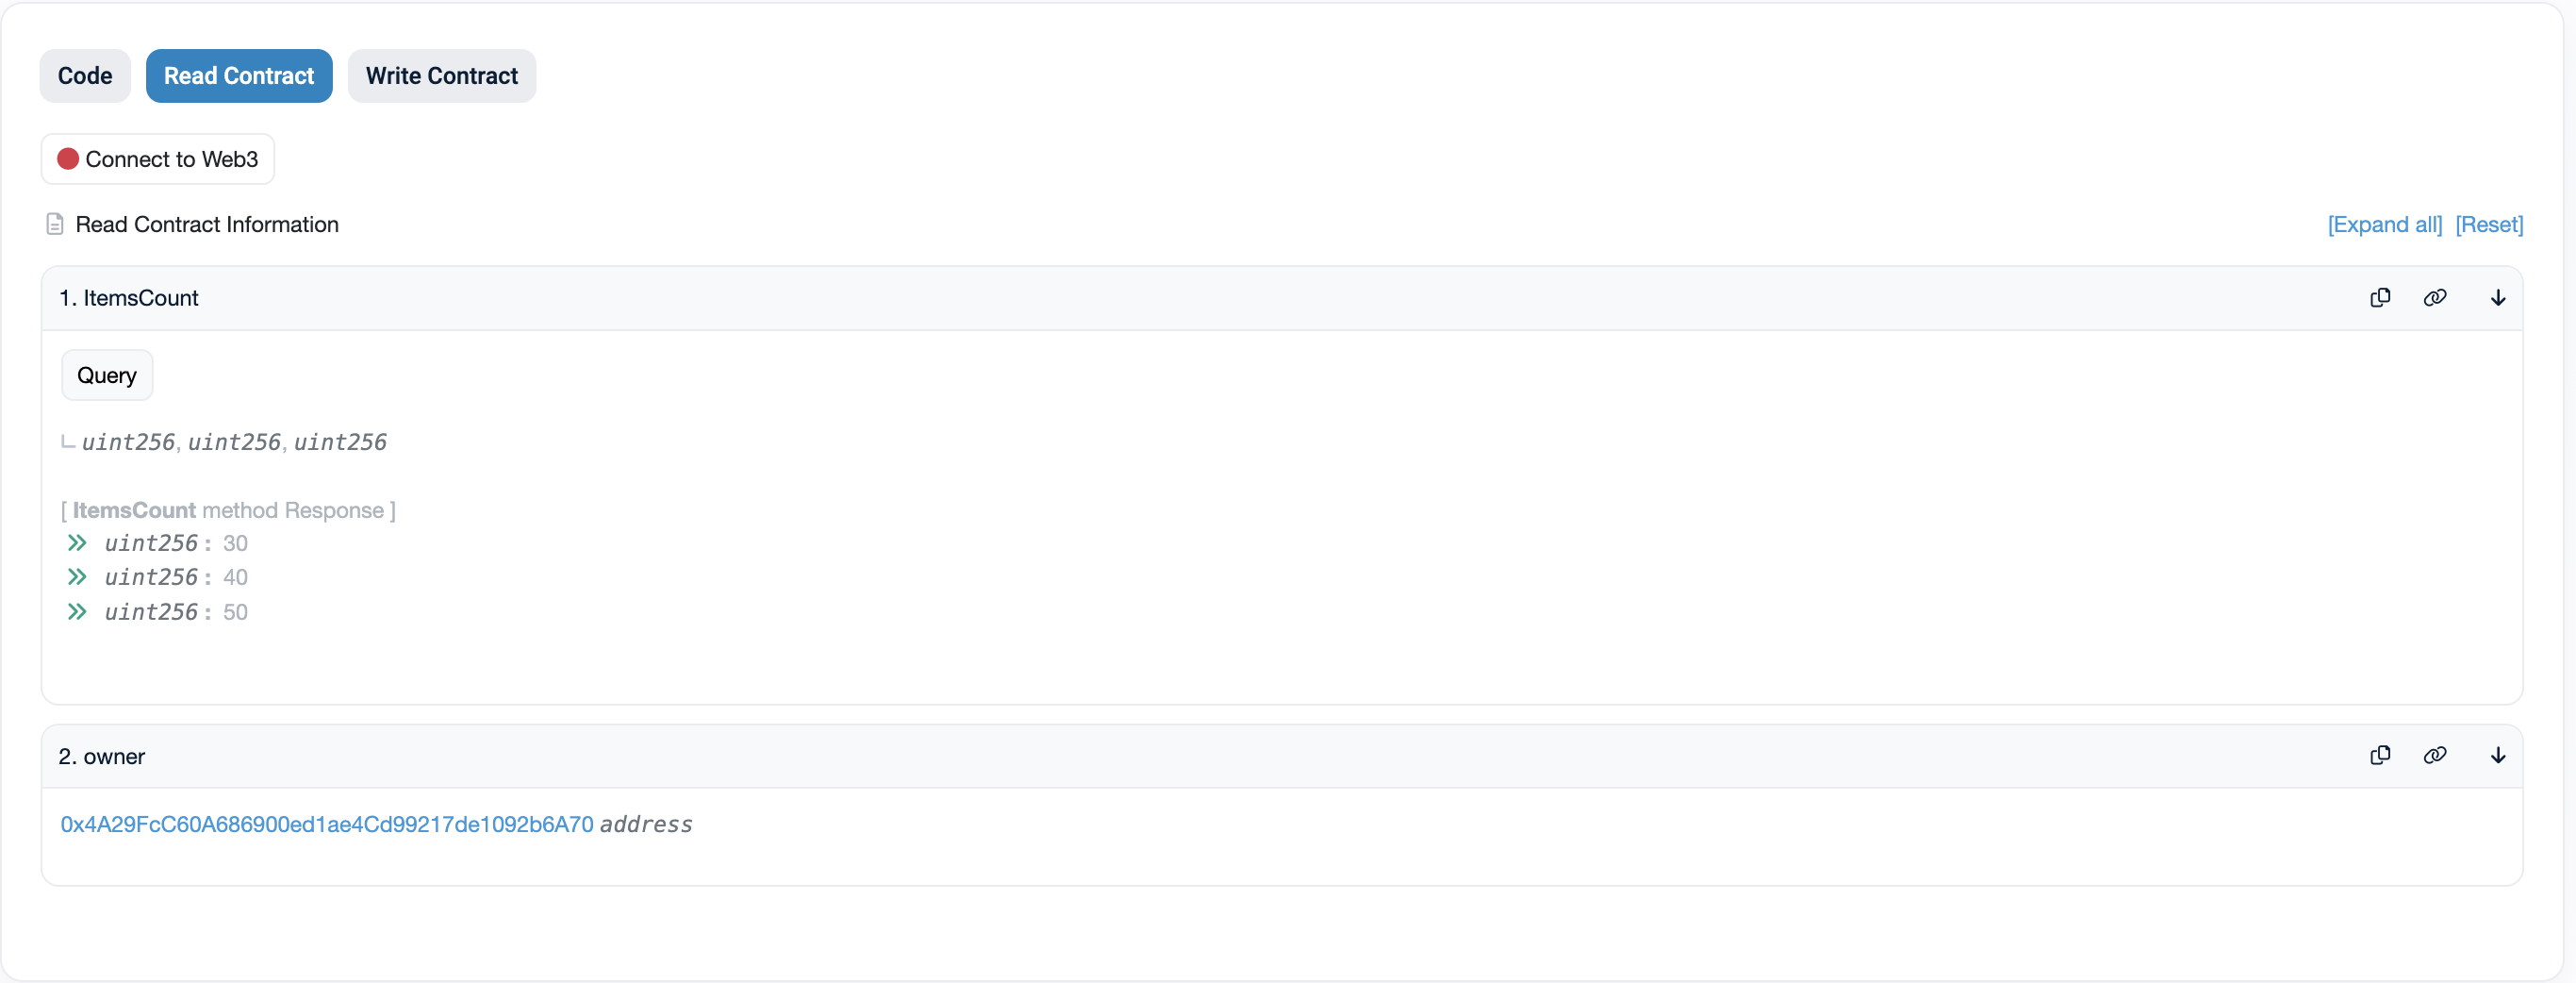 Code Read Contract Write Contract
Connect to Web3
Read Contract Information [Expand all] [Reset]
1. ItemsCount
Query
uint256, uint256, uint256
[ ItemsCount method Response ]
uint256 : 30
uint256 : 40
uint256 : 50
2. owner
0x4A29FcC60A686900ed1ae4Cd99217de1092b6A70 address